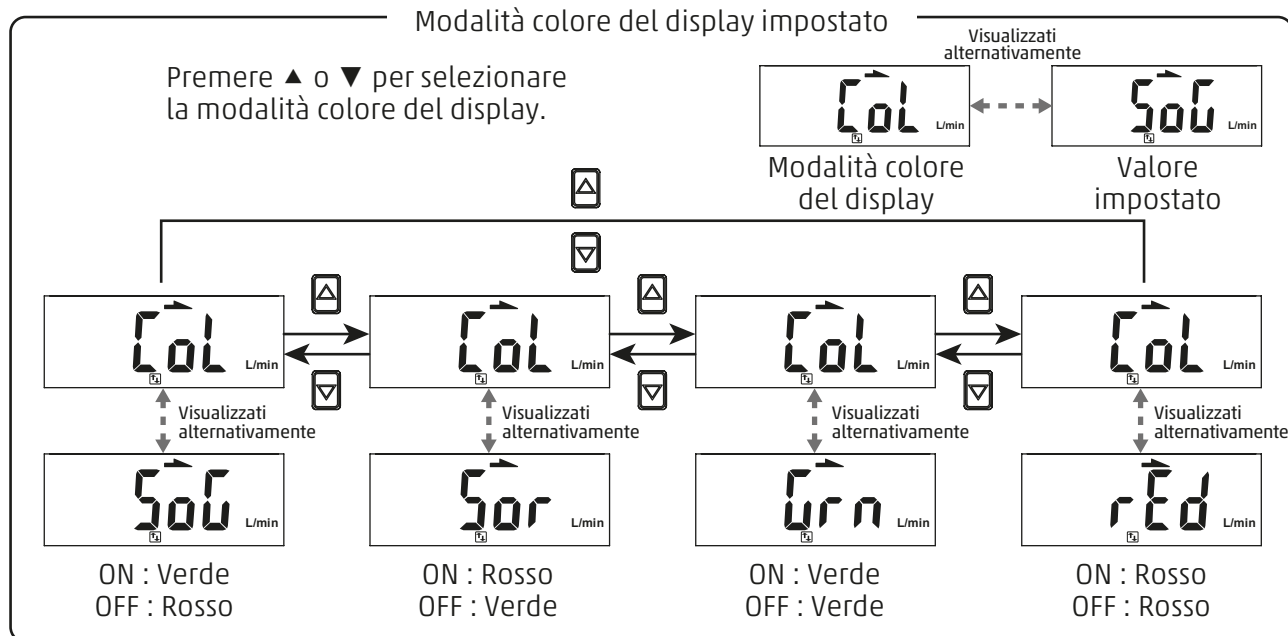 Modalità colore del display impostato
Premere ▲ o ▼ per selezionare
la modalità colore del display.
Visualizzati
alternativamente
CoL L/min
SoG L/min
Modalità colore
del display
Valore
impostato
CoL L/min
CoL L/min
CoL L/min
CoL L/min
Visualizzati
alternativamente
Visualizzati
alternativamente
Visualizzati
alternativamente
Visualizzati
alternativamente
SoG L/min
Sor L/min
Grn L/min
rEd L/min
ON : Verde
OFF : Rosso
ON : Rosso
OFF : Verde
ON : Verde
OFF : Verde
ON : Rosso
OFF : Rosso